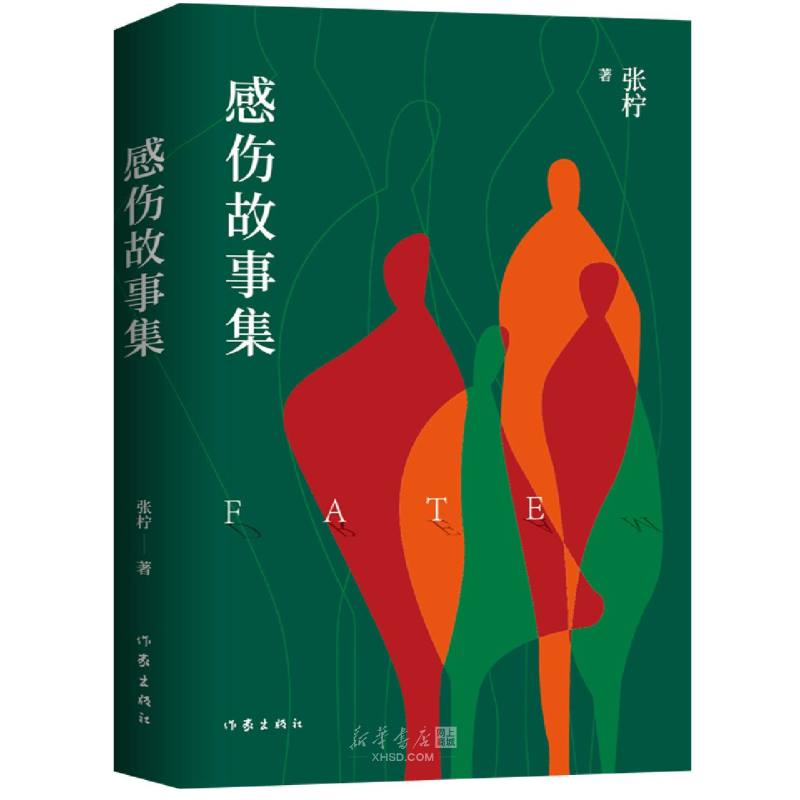 感伤故事集
张柠
著
F A T E
D R E A M
作家出版社
感伤故事集
张柠—著
作家出版社
新华书店
网上
商城
XHSD.COM